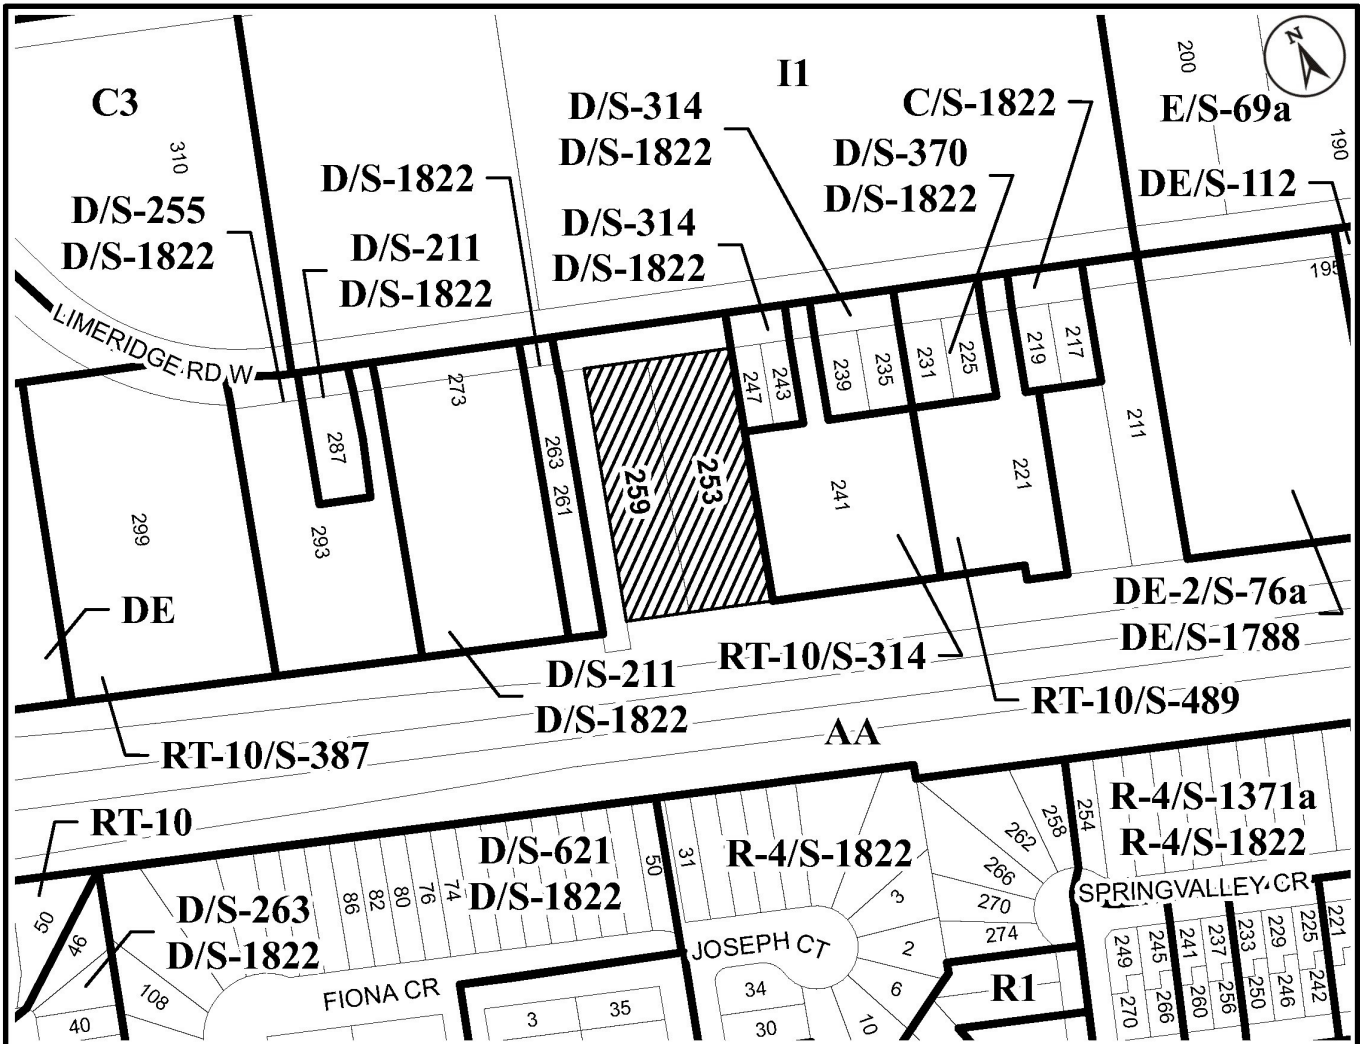 N
I1
200
C3
D/S-314
D/S-1822
C/S-1822
E/S-69a
310
190
D/S-370
D/S-1822
D/S-1822
DE/S-112
D/S-255
D/S-1822
D/S-211
D/S-1822
D/S-314
D/S-1822
195
LIMERIDGE RD W
273
247
243
239
235
231
225
219
217
211
287
263
261
259
253
241
221
299
293
DE
DE-2/S-76a
DE/S-1788
RT-10/S-314
D/S-211
D/S-1822
RT-10/S-489
RT-10/S-387
AA
RT-10
R-4/S-1371a
R-4/S-1822
258
254
262
266
270
274
D/S-621
D/S-1822
50
31
R-4/S-1822
86
82
80
76
74
SPRINGVALLEY CR
D/S-263
D/S-1822
50
46
108
40
3
2
6
10
JOSEPH CT
FIONA CR
34
30
3
35
R1
249
245
241
237
233
229
225
221
270
266
260
256
250
246
242